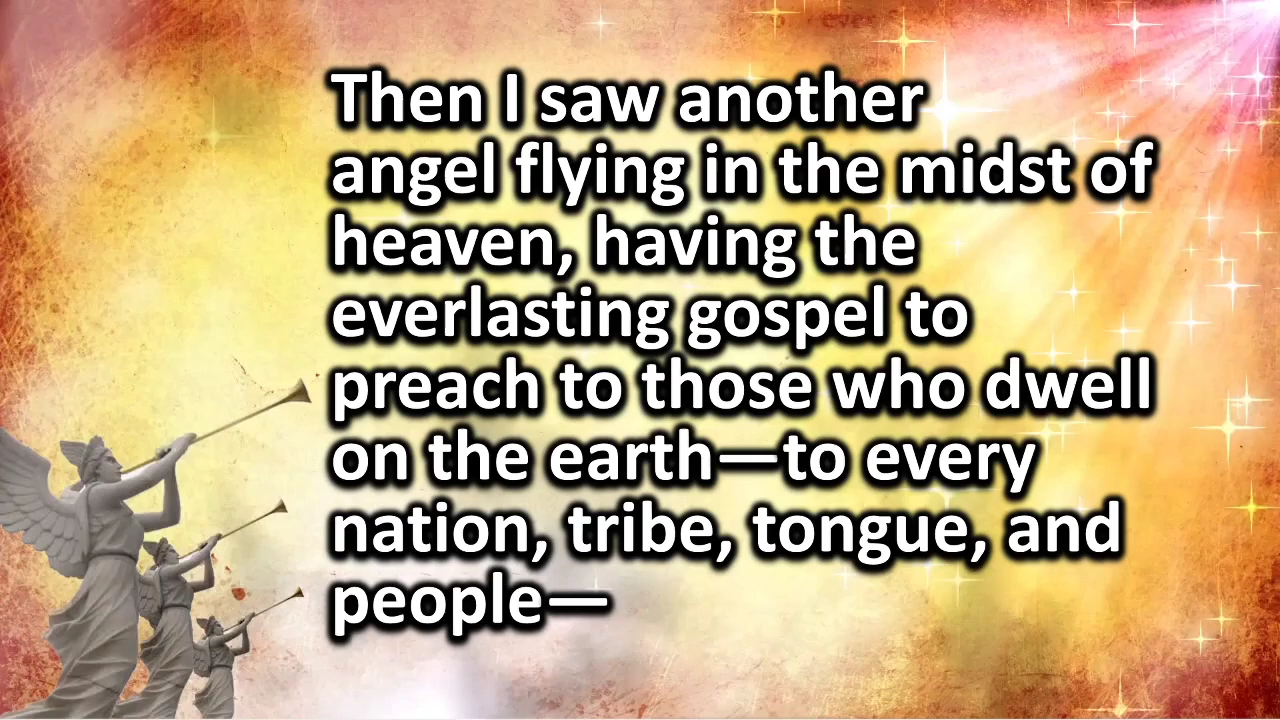 Then I saw another
angel flying in the midst of
heaven, having the
everlasting gospel to
preach to those who dwell
on the earth—to every
nation, tribe, tongue, and
people—